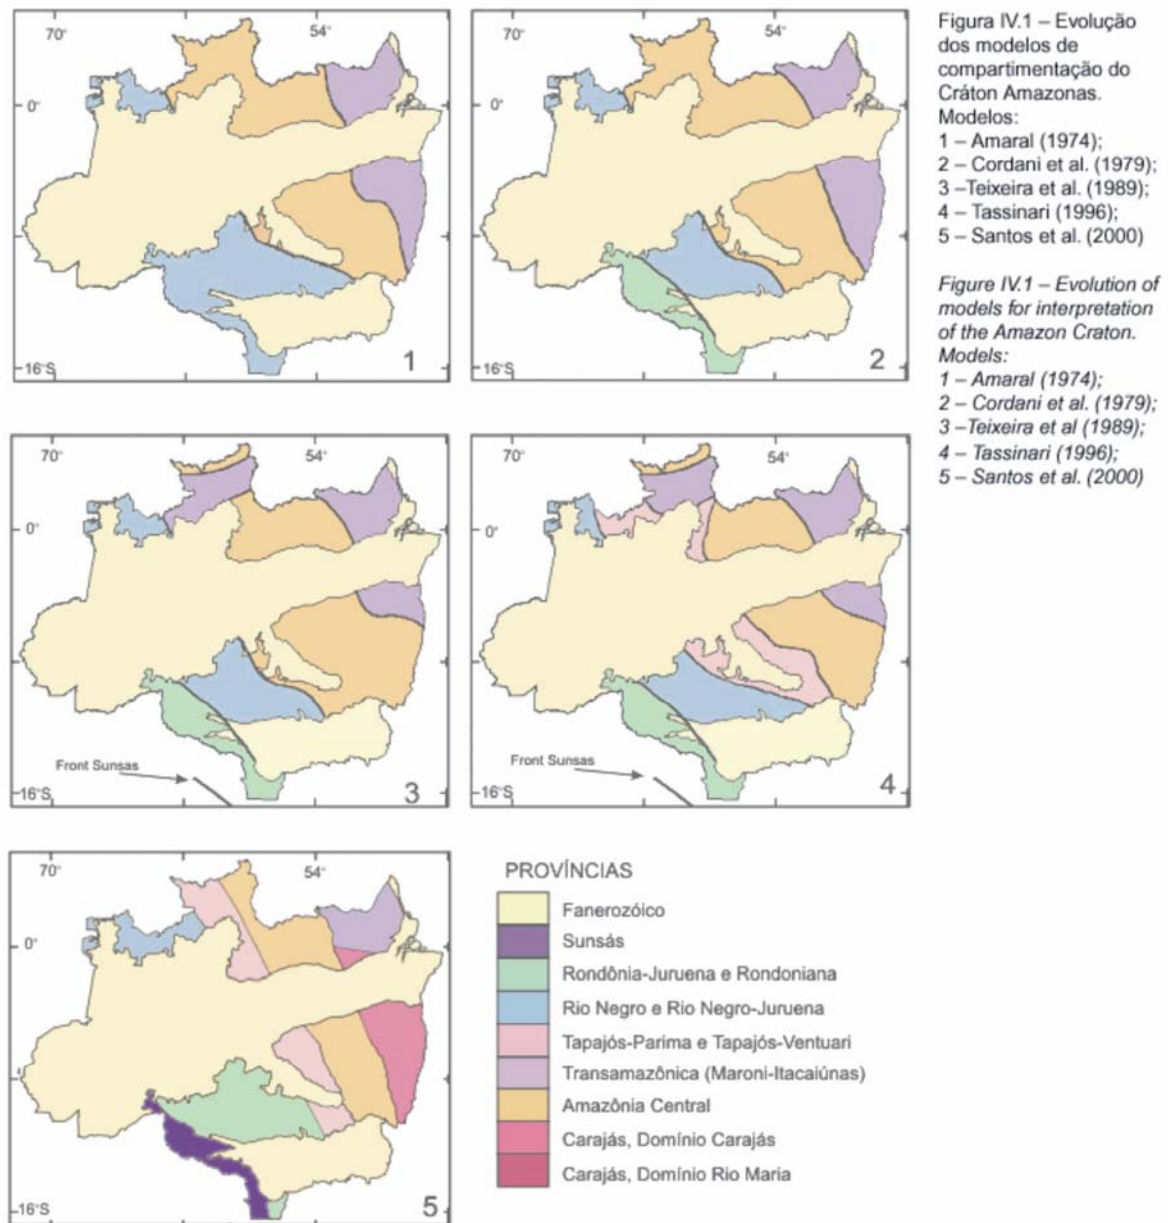 70°
54°
0°
16°S
1
70°
54°
0°
16°S
2
Figura IV.1 – Evolução
dos modelos de
compartimentação do
Cráton Amazonas.
Modelos:
1 – Amaral (1974);
2 – Cordani et al. (1979);
3 –Teixeira et al. (1989);
4 – Tassinari (1996);
5 – Santos et al. (2000)
Figure IV.1 – Evolution of
models for interpretation
of the Amazon Craton.
Models:
1 – Amaral (1974);
2 – Cordani et al. (1979);
3 –Teixeira et al (1989);
4 – Tassinari (1996);
5 – Santos et al. (2000)
70°
54°
0°
Front Sunsas
16°S
3
70°
54°
0°
Front Sunsas
16°S
4
70°
54°
0°
16°S
5
PROVÍNCIAS
Fanerozóico
Sunsás
Rondônia-Juruena e Rondoniana
Rio Negro e Rio Negro-Juruena
Tapajós-Parima e Tapajós-Ventuari
Transamazônica (Maroni-Itacaiúnas)
Amazônia Central
Carajás, Domínio Carajás
Carajás, Domínio Rio Maria